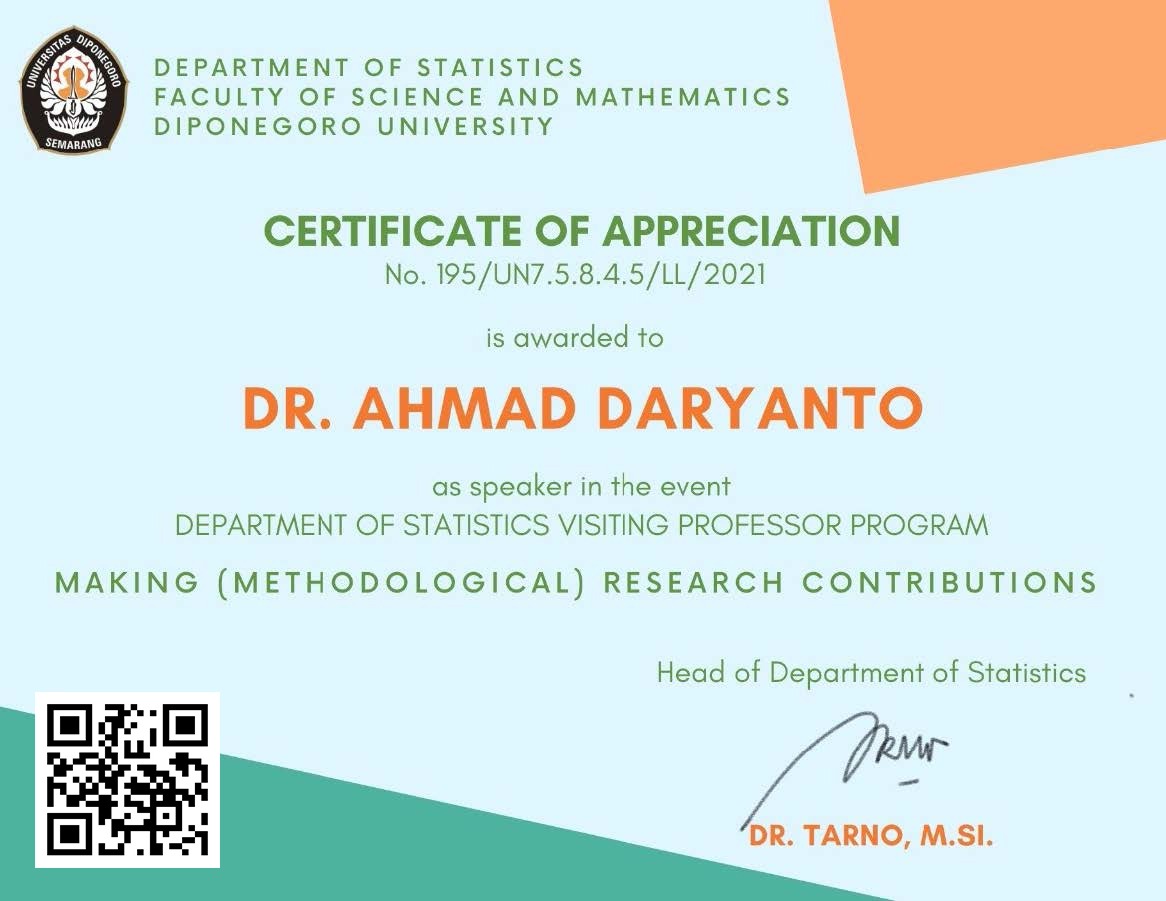 UNIVERSITAS DIPONEGORO
SEMARANG
DEPARTMENT OF STATISTICS
FACULTY OF SCIENCE AND MATHEMATICS
DIPONEGORO UNIVERSITY
CERTIFICATE OF APPRECIATION
No. 195/UN7.5.8.4.5/LL/2021
is awarded to
DR. AHMAD DARYANTO
as speaker in the event
DEPARTMENT OF STATISTICS VISITING PROFESSOR PROGRAM
MAKING (METHODOLOGICAL) RESEARCH CONTRIBUTIONS
Head of Department of Statistics
DR. TARNO, M.SI.